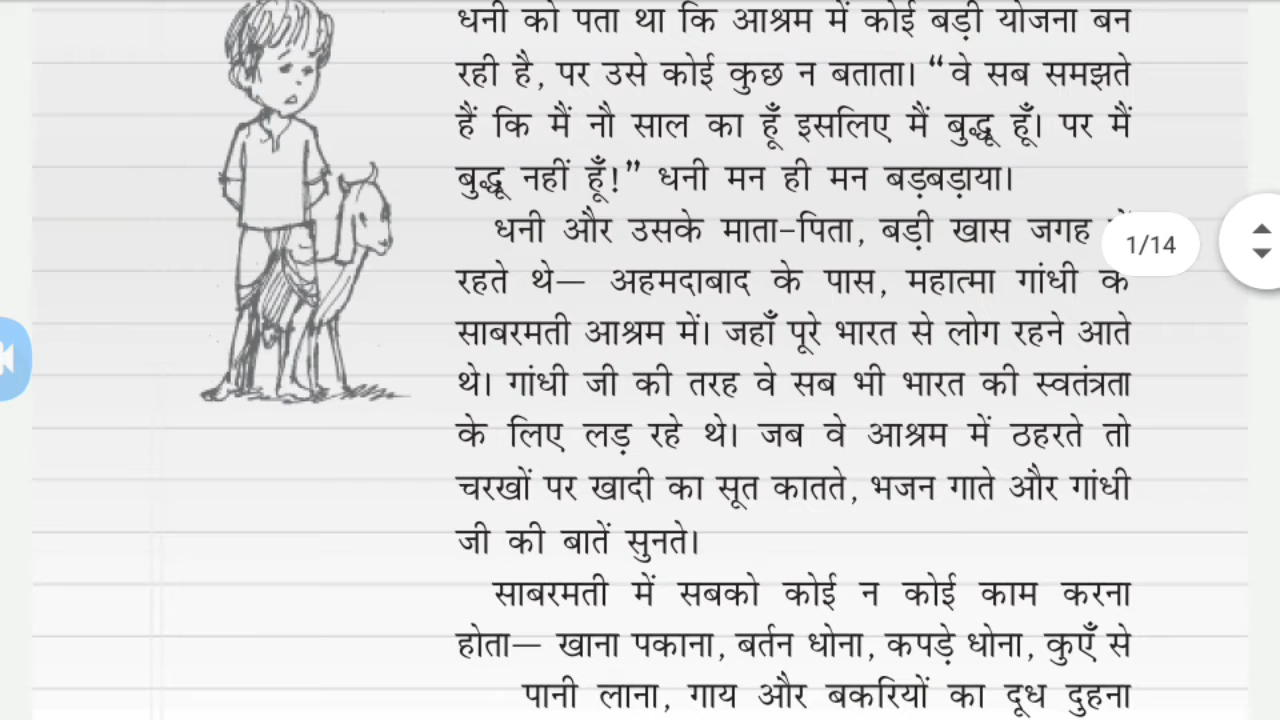 धनी को पता था कि आश्रम में कोई बड़ी योजना बन
रही है, पर उसे कोई कुछ न बताता। “वे सब समझते
हैं कि मैं नौ साल का हूँ इसलिए मैं बुद्धू हूँ। पर मैं
बुद्धू नहीं हूँ!” धनी मन ही मन बड़बड़ाया।
धनी और उसके माता-पिता, बड़ी खास जगह
रहते थे— अहमदाबाद के पास, महात्मा गांधी के
साबरमती आश्रम में। जहाँ पूरे भारत से लोग रहने आते
थे। गांधी जी की तरह वे सब भी भारत की स्वतंत्रता
के लिए लड़ रहे थे। जब वे आश्रम में ठहरते तो
चरखों पर खादी का सूत कातते, भजन गाते और गांधी
जी की बातें सुनते।
साबरमती में सबको कोई न कोई काम करना
होता— खाना पकाना, बर्तन धोना, कपड़े धोना, कुएँ से
पानी लाना, गाय और बकरियों का दूध दुहना
1/14